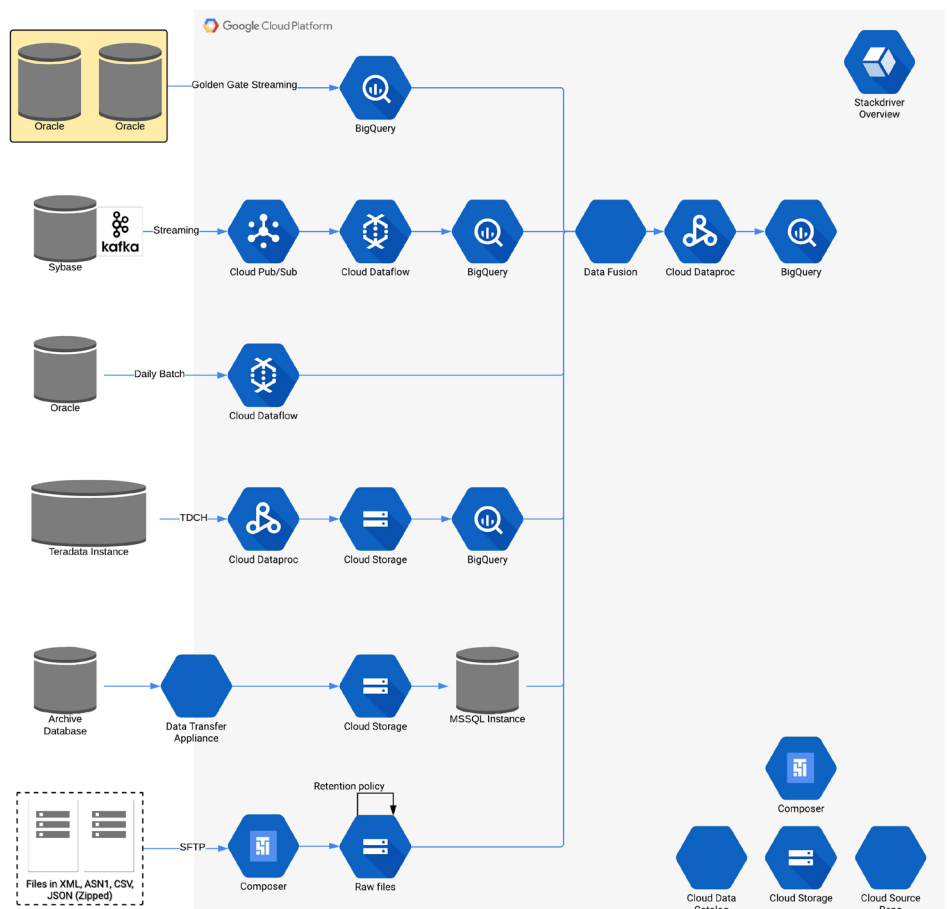 Google Cloud Platform
Oracle
Oracle
Golden Gate Streaming
BigQuery
Stackdriver
Overview
kafka
Sybase
Streaming
Cloud Pub/Sub
Cloud Dataflow
BigQuery
Data Fusion
Cloud Dataproc
BigQuery
Oracle
Daily Batch
Cloud Dataflow
Teradata Instance
TDCH
Cloud Dataproc
Cloud Storage
BigQuery
Archive
Database
Data Transfer
Appliance
Cloud Storage
MSSQL Instance
Composer
Files in XML, ASN1, CSV,
JSON (Zipped)
SFTP
Composer
Retention policy
Raw files
Cloud Data
Catalog
Cloud Storage
Cloud Source
Repo